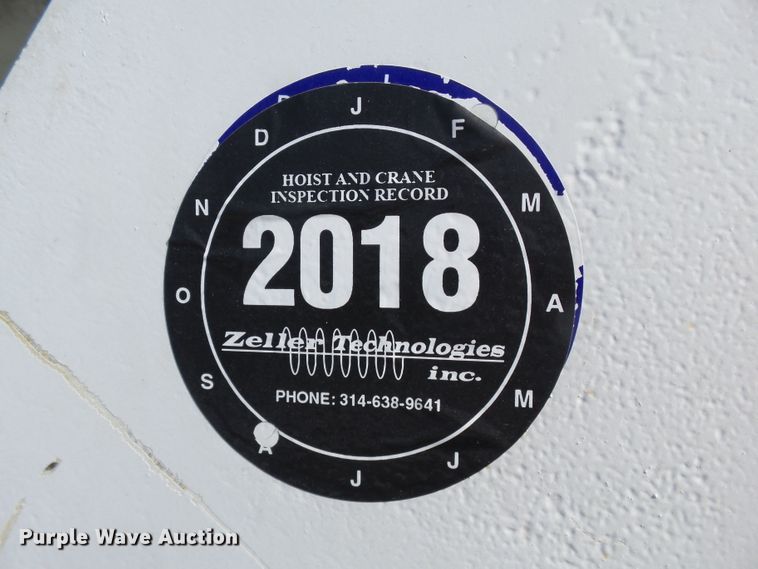 J
F
M
A
M
J
J
A
S
O
N
D
HOIST AND CRANE
INSPECTION RECORD
2018
Zeller Technologies
inc.
PHONE: 314-638-9641
Purple Wave Auction